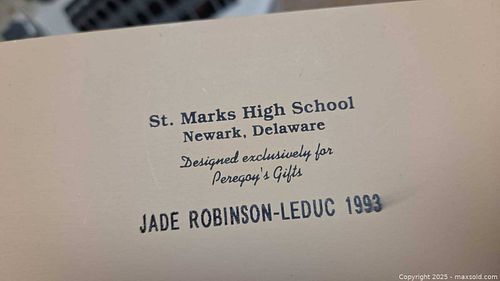 St. Marks High School
Newark, Delaware
Designed exclusively for
Peregoy's Gifts
JADE ROBINSON-LEDUC 1993
Copyright 2025 - maxsold.com